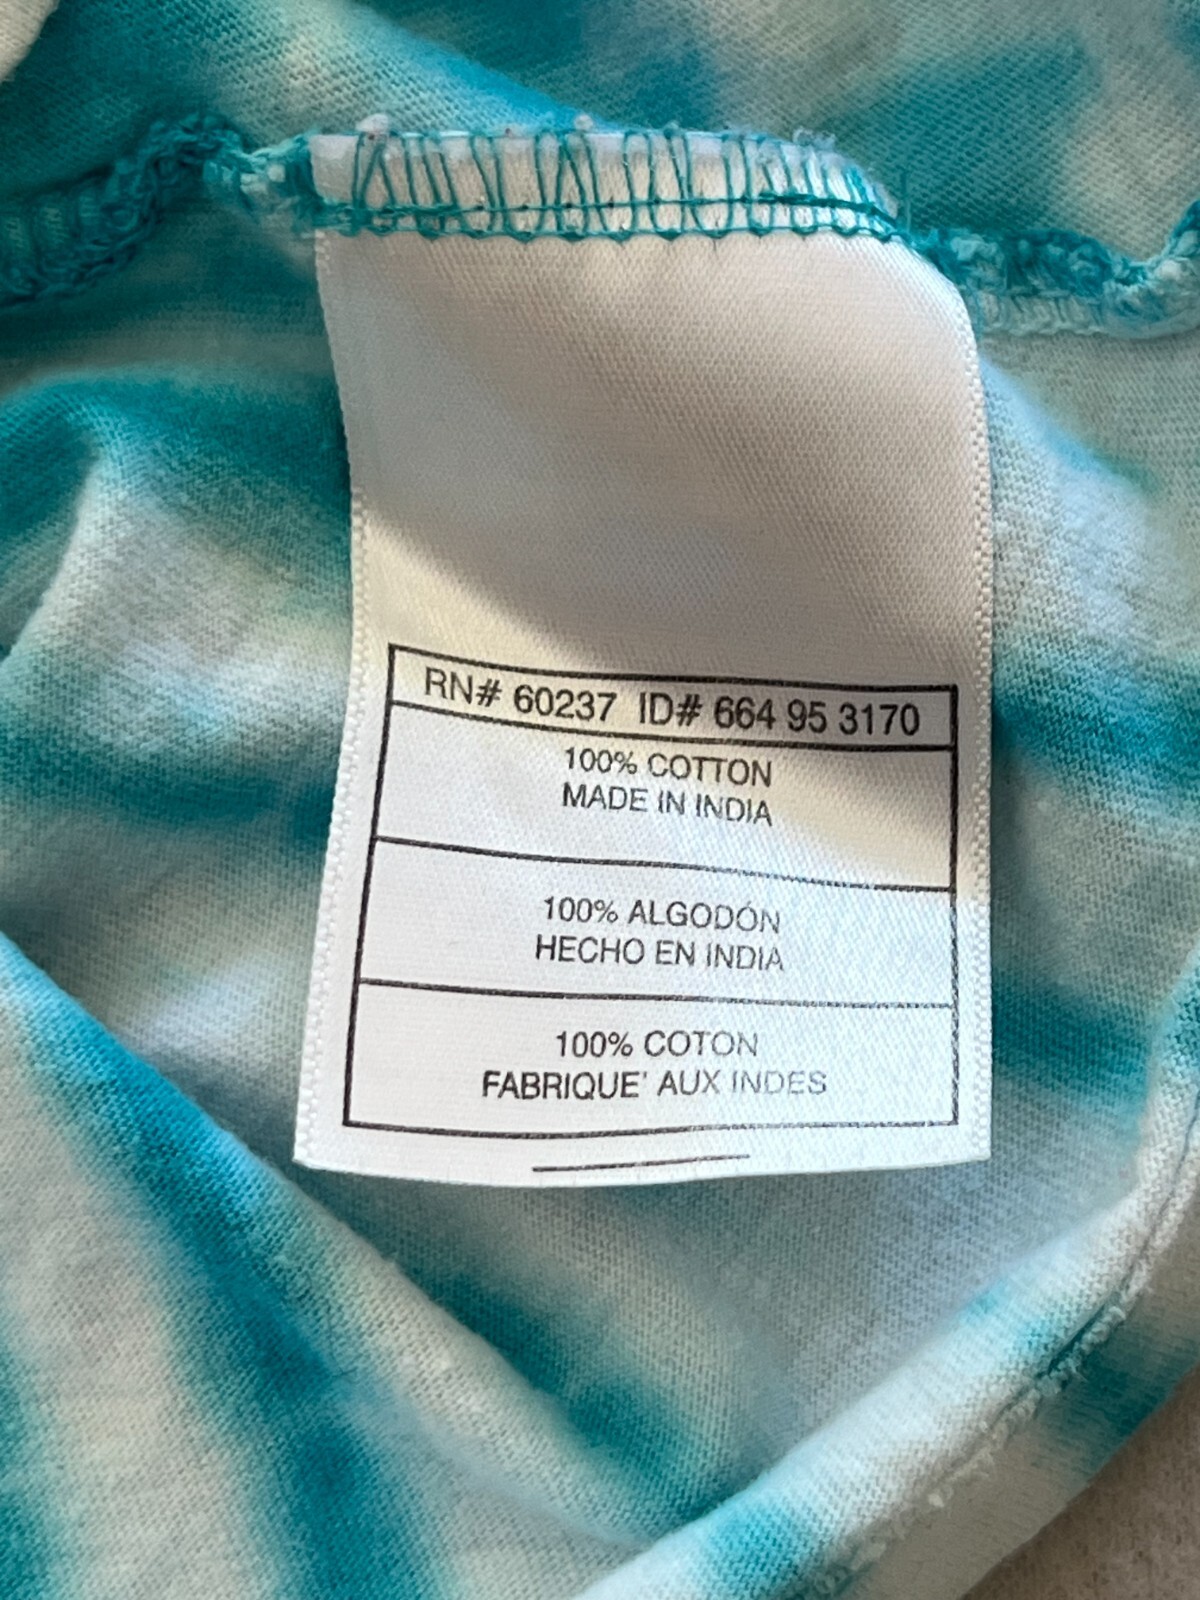 RN# 60237 ID# 664 95 3170
100% COTTON
MADE IN INDIA
100% ALGODÓN
HECHO EN INDIA
100% COTON
FABRIQUE' AUX INDES